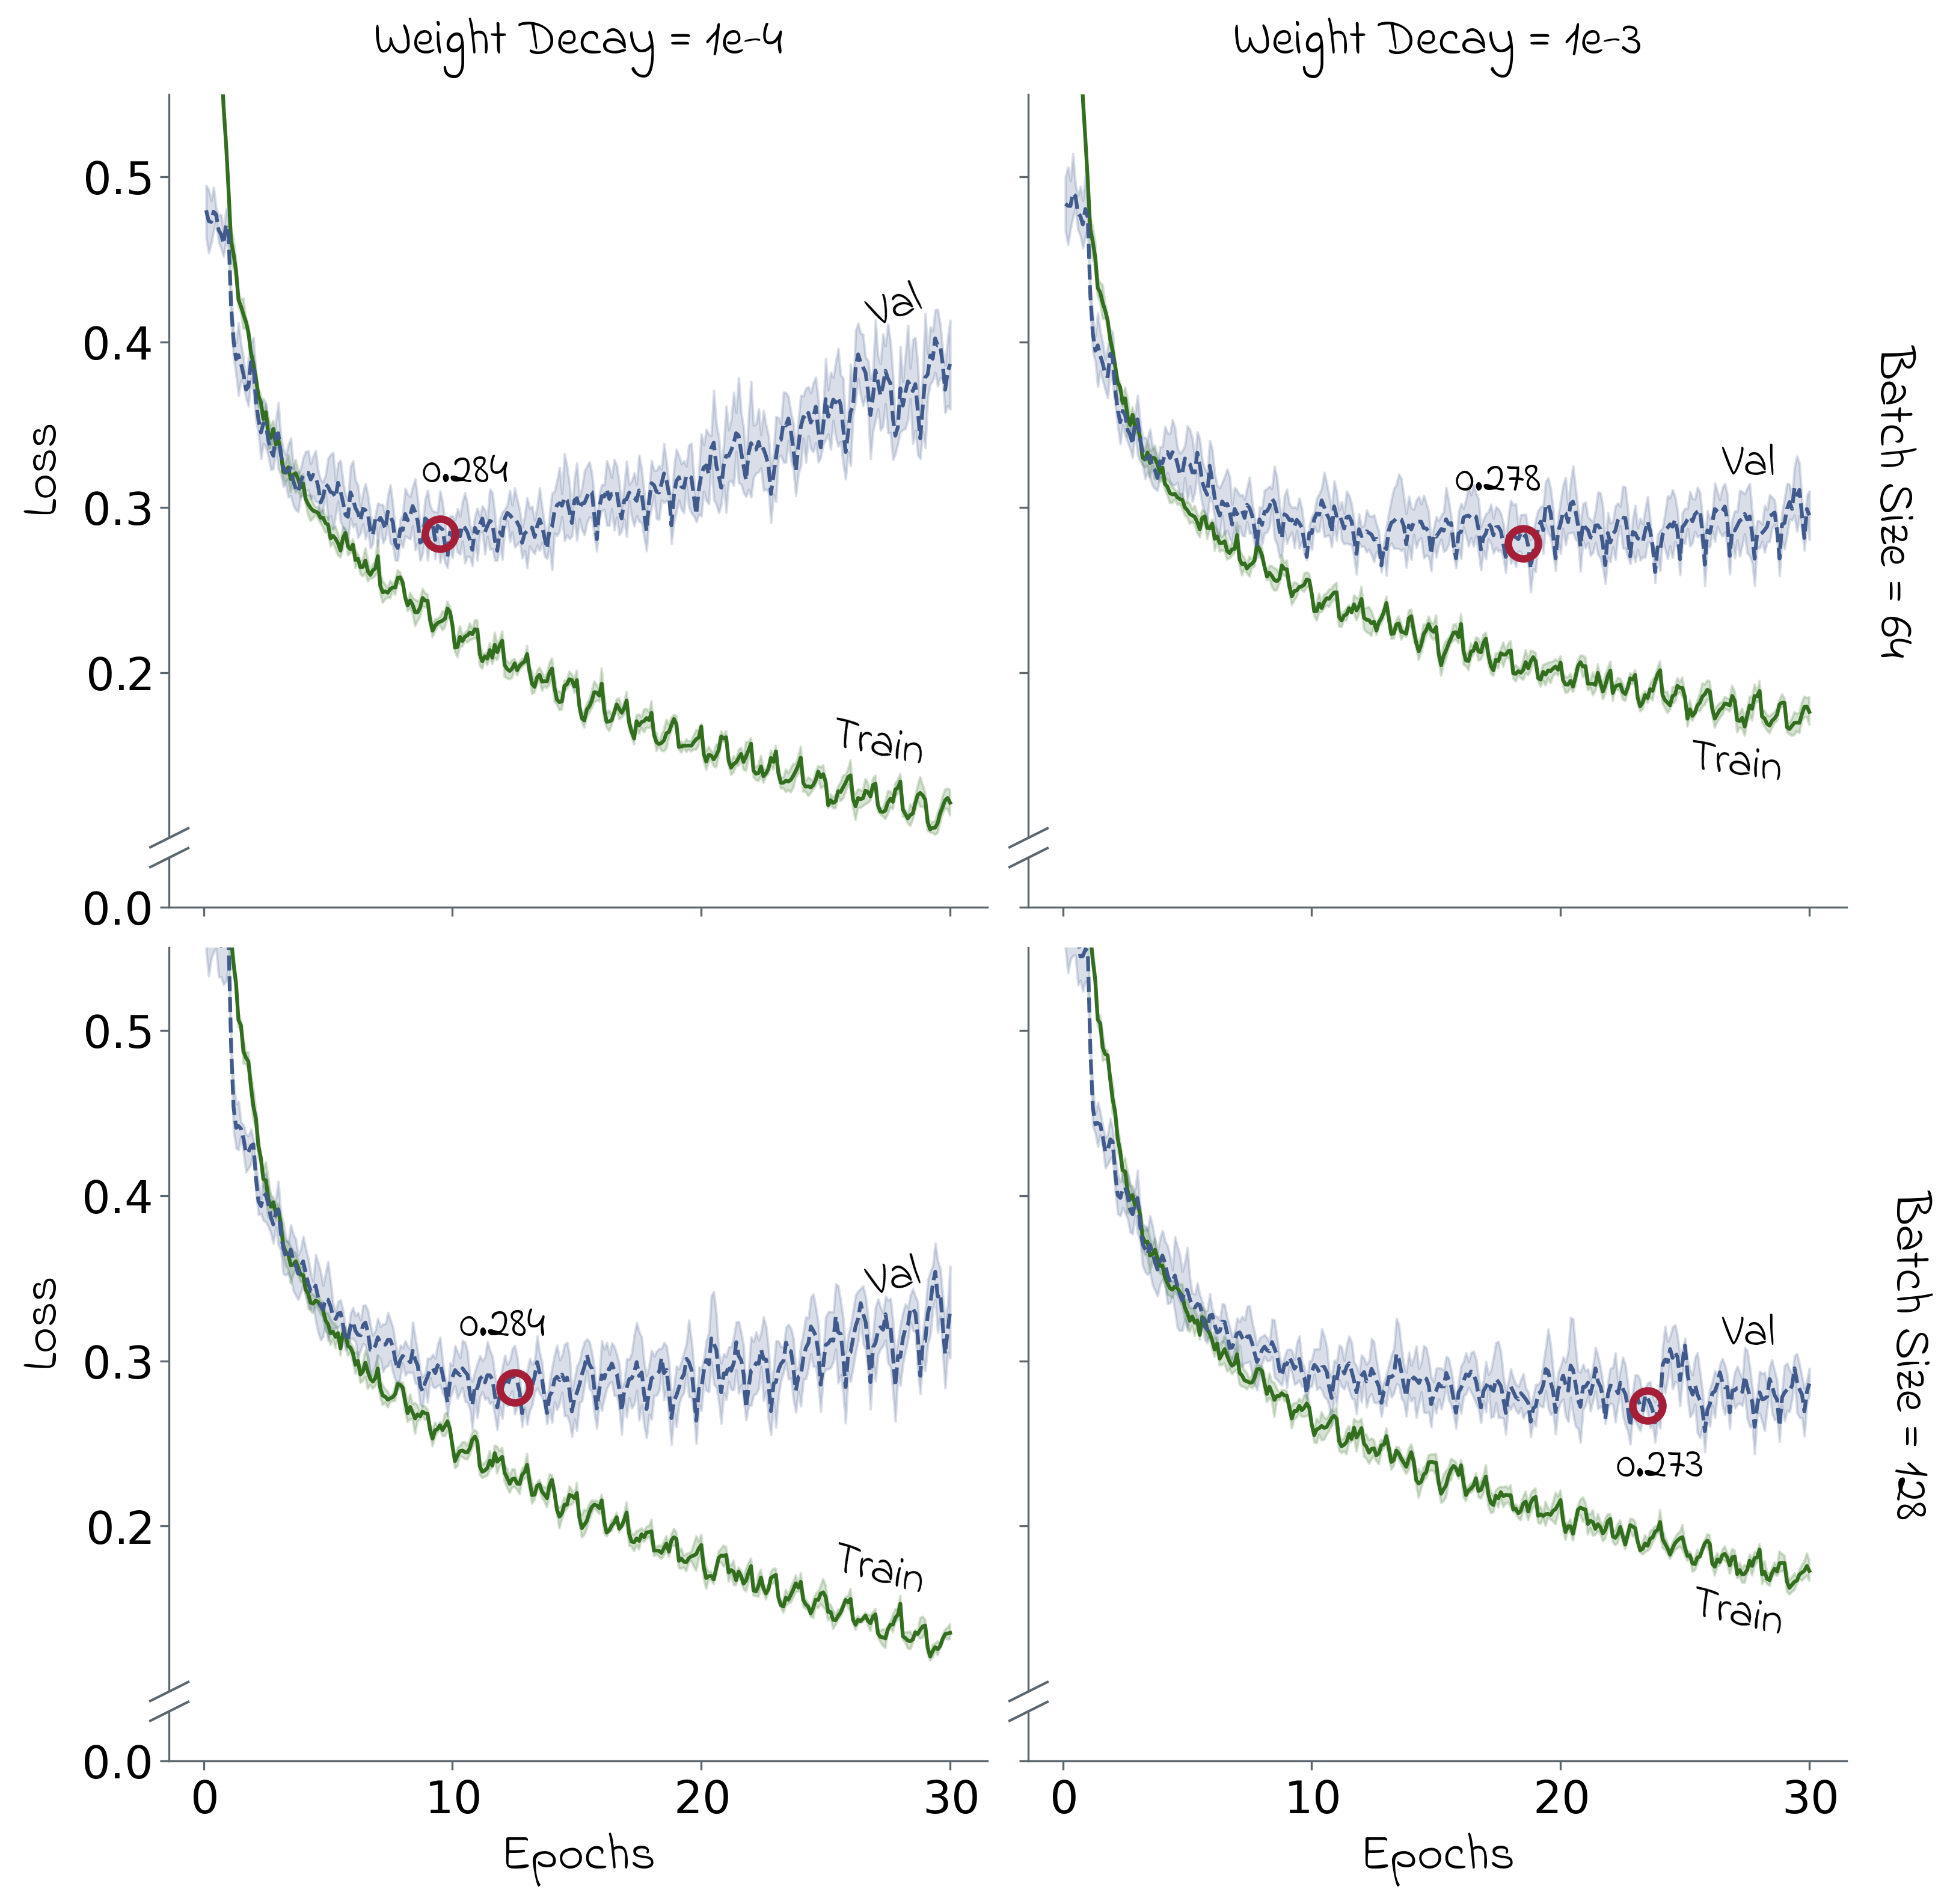 Weight Decay = 1e-4
Weight Decay = 1e-3
0.5
0.4
0.3
0.2
0.0
Loss
0.284
Val
Train
0.278
Val
Train
Batch Size = 64
0.5
0.4
0.3
0.2
0.0
Loss
0.284
Val
Train
0.273
Val
Train
Batch Size = 128
0
10
20
30
0
10
20
30
Epochs
Epochs